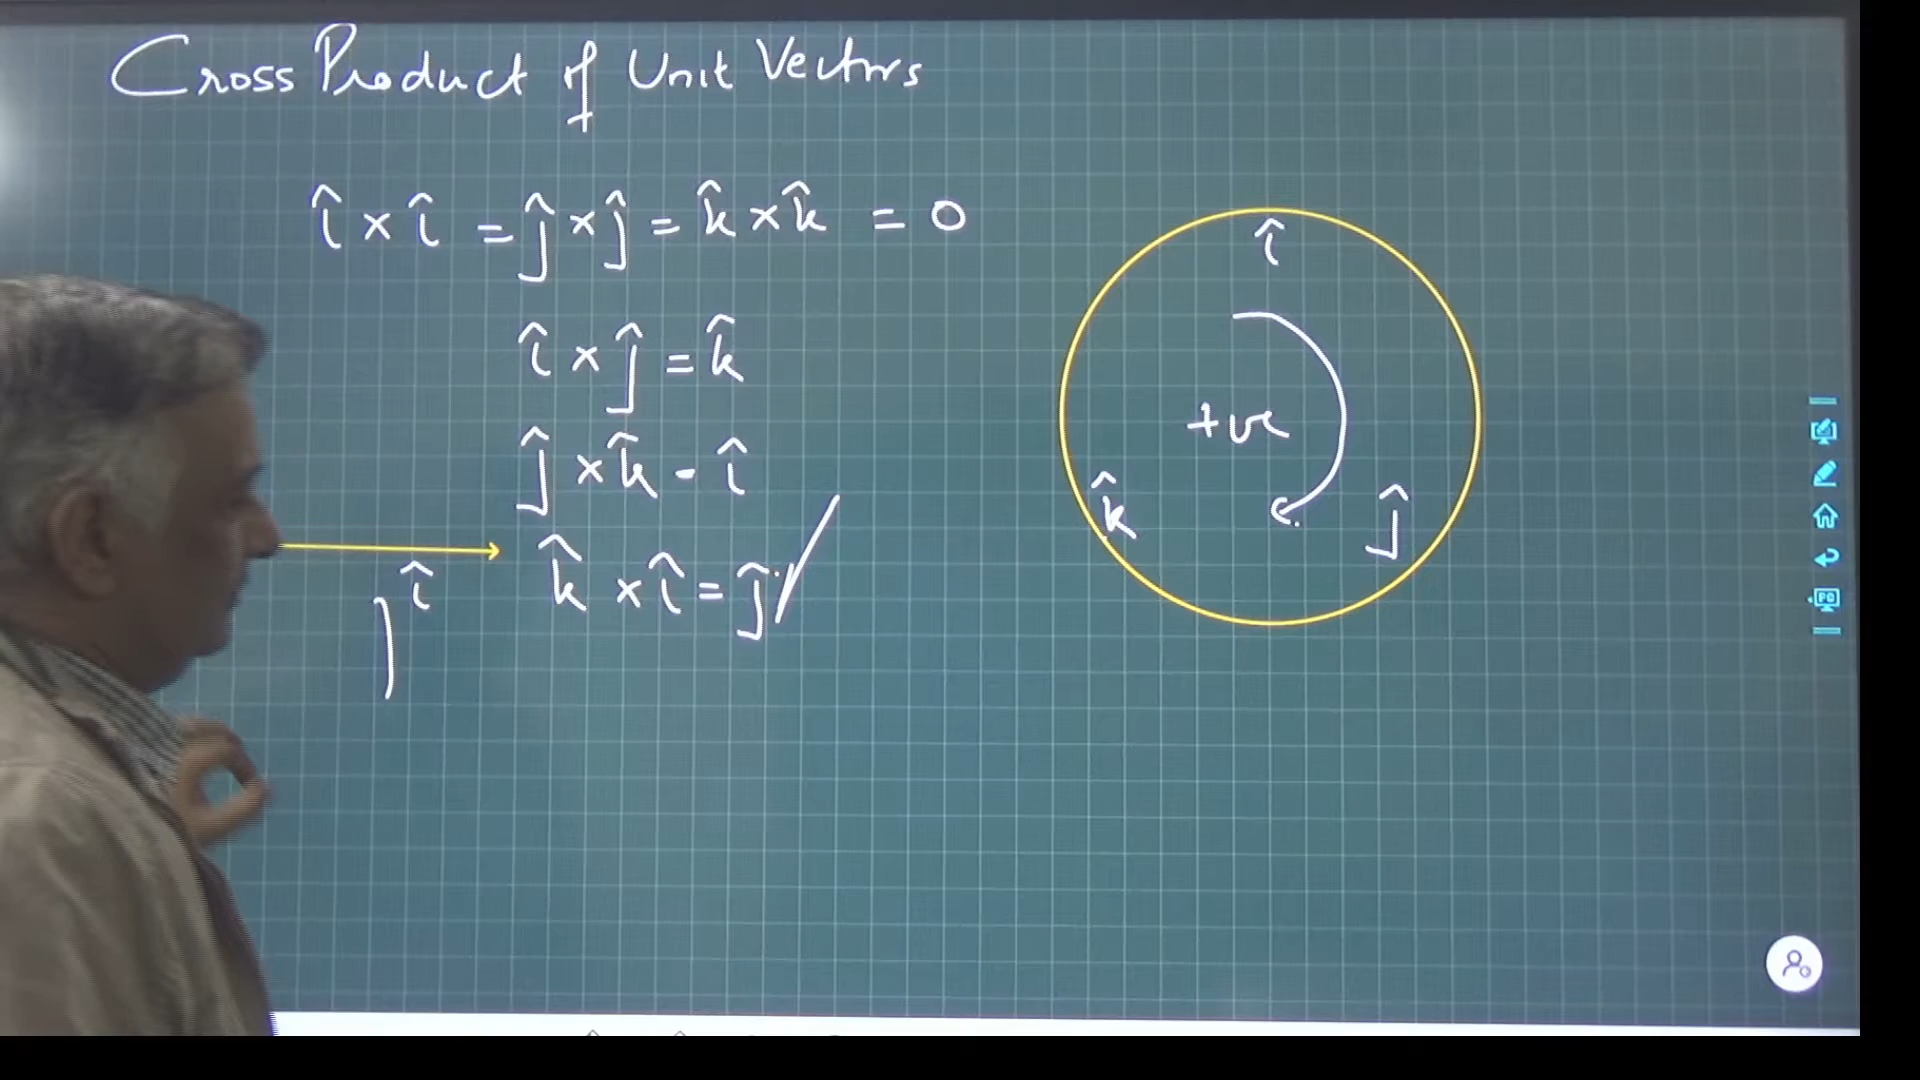 Cross Product of Unit Vectors
î × î = ĵ × ĵ = k̂ × k̂ = 0
î × ĵ = k̂
ĵ × k̂ - î
k̂ × î = ĵ
î
î
+ve
k̂
ĵ